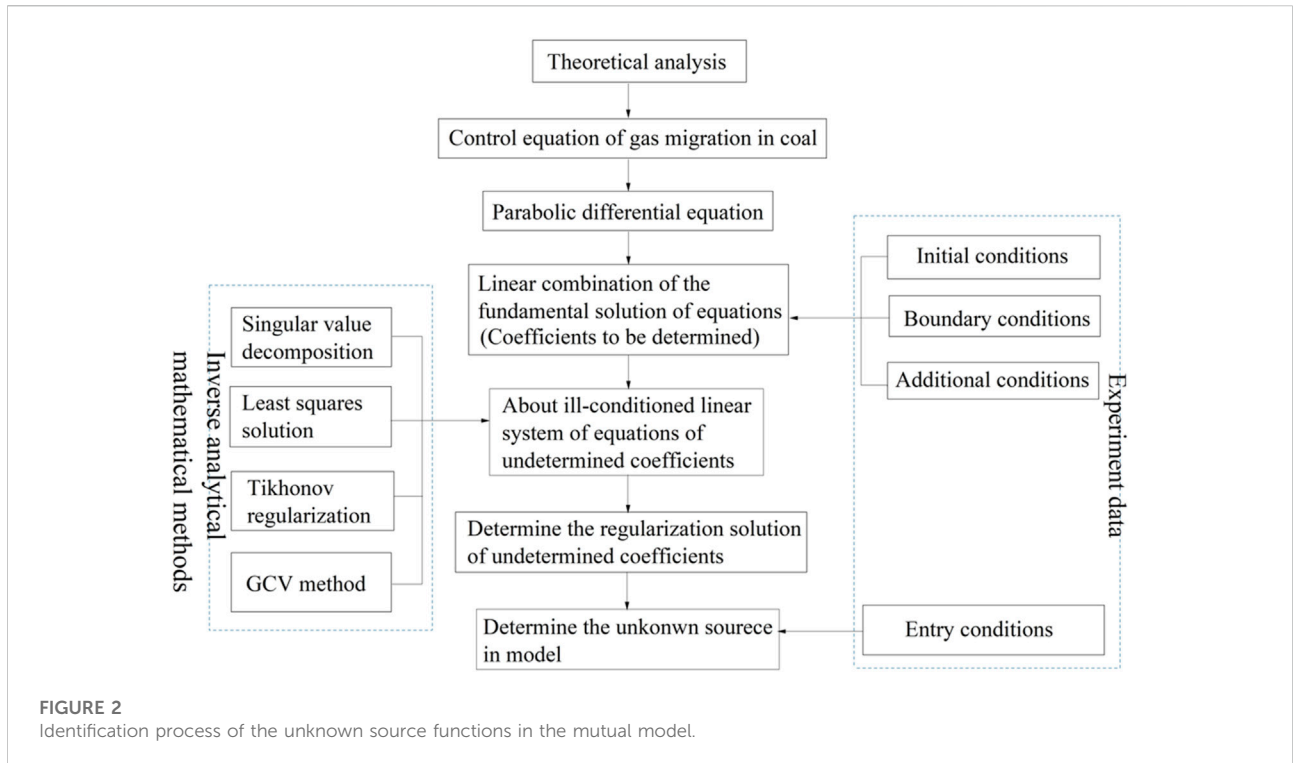 Theoretical analysis
Control equation of gas migration in coal
Parabolic differential equation
Linear combination of the
fundamental solution of equations
(Coefficients to be determined)
About ill-conditioned linear
system of equations of
undetermined coefficients
Determine the regularization solution
of undetermined coefficients
Determine the unkonwn sourece
in model
Singular value
decomposition
Least squares
solution
Tikhonov
regularization
GCV method
Inverse analytical
mathematical methods
Initial conditions
Boundary conditions
Additional conditions
Entry conditions
Experiment data
FIGURE 2
Identification process of the unknown source functions in the mutual model.